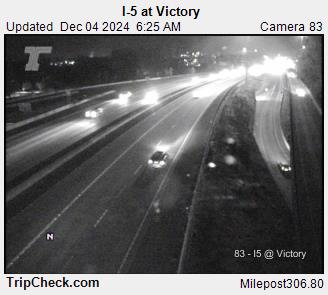 I-5 at Victory
Updated Dec 04 2024 6:25 AM Camera 83
T
N
83 - I5 @ Victory
TripCheck.com Milepost306.80